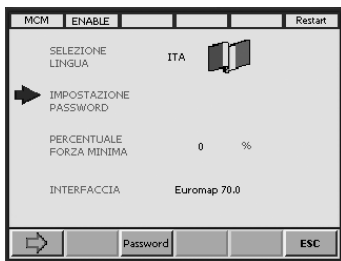 MCM ENABLE Restart
SELEZIONE
LINGUA
ITA
IMPOSTAZIONE
PASSWORD
PERCENTUALE
FORZA MINIMA
0 %
INTERFACCIA
Euromap 70.0
Password ESC